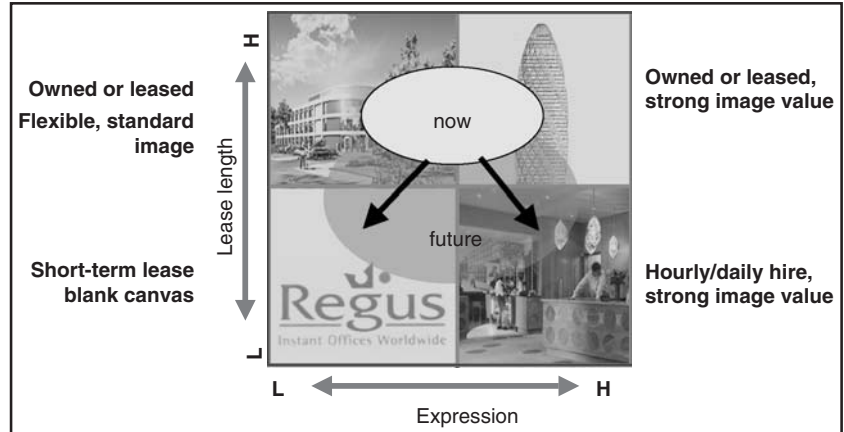 H
Owned or leased
Flexible, standard
image
Owned or leased,
strong image value
now
Lease length
future
Short-term lease
blank canvas
Hourly/daily hire,
strong image value
Regus
Instant Offices Worldwide
L
L
H
Expression